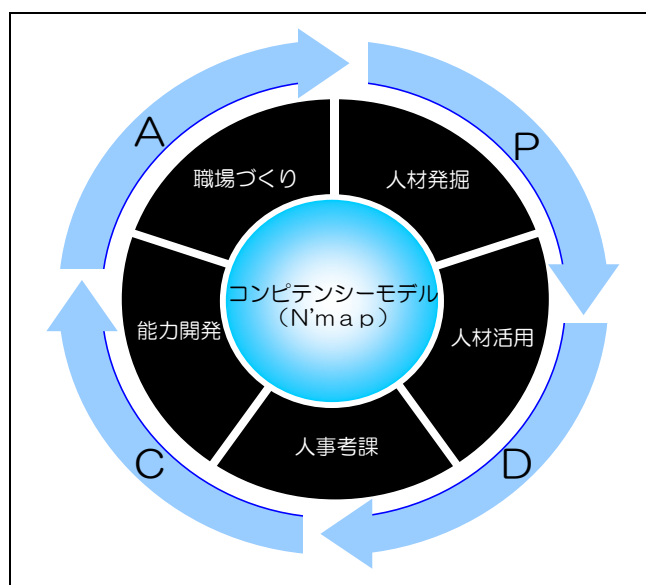 A
P
職場づくり
人材発掘
コンピテンシーモデル
（N'ｍａｐ）
能力開発
人材活用
人事考課
C
D